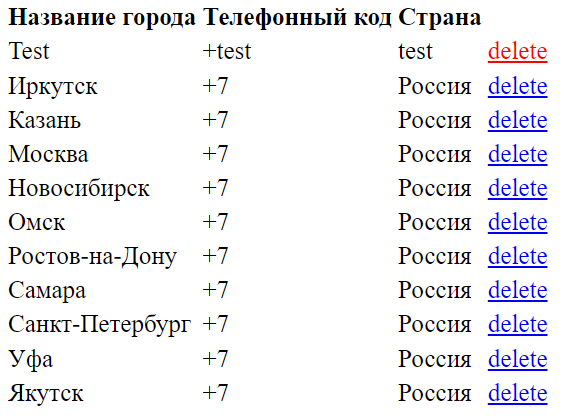 Название города Телефонный код Страна
Test +test test delete
Иркутск +7 Россия delete
Казань +7 Россия delete
Москва +7 Россия delete
Новосибирск +7 Россия delete
Омск +7 Россия delete
Ростов-на-Дону +7 Россия delete
Самара +7 Россия delete
Санкт-Петербург +7 Россия delete
Уфа +7 Россия delete
Якутск +7 Россия delete